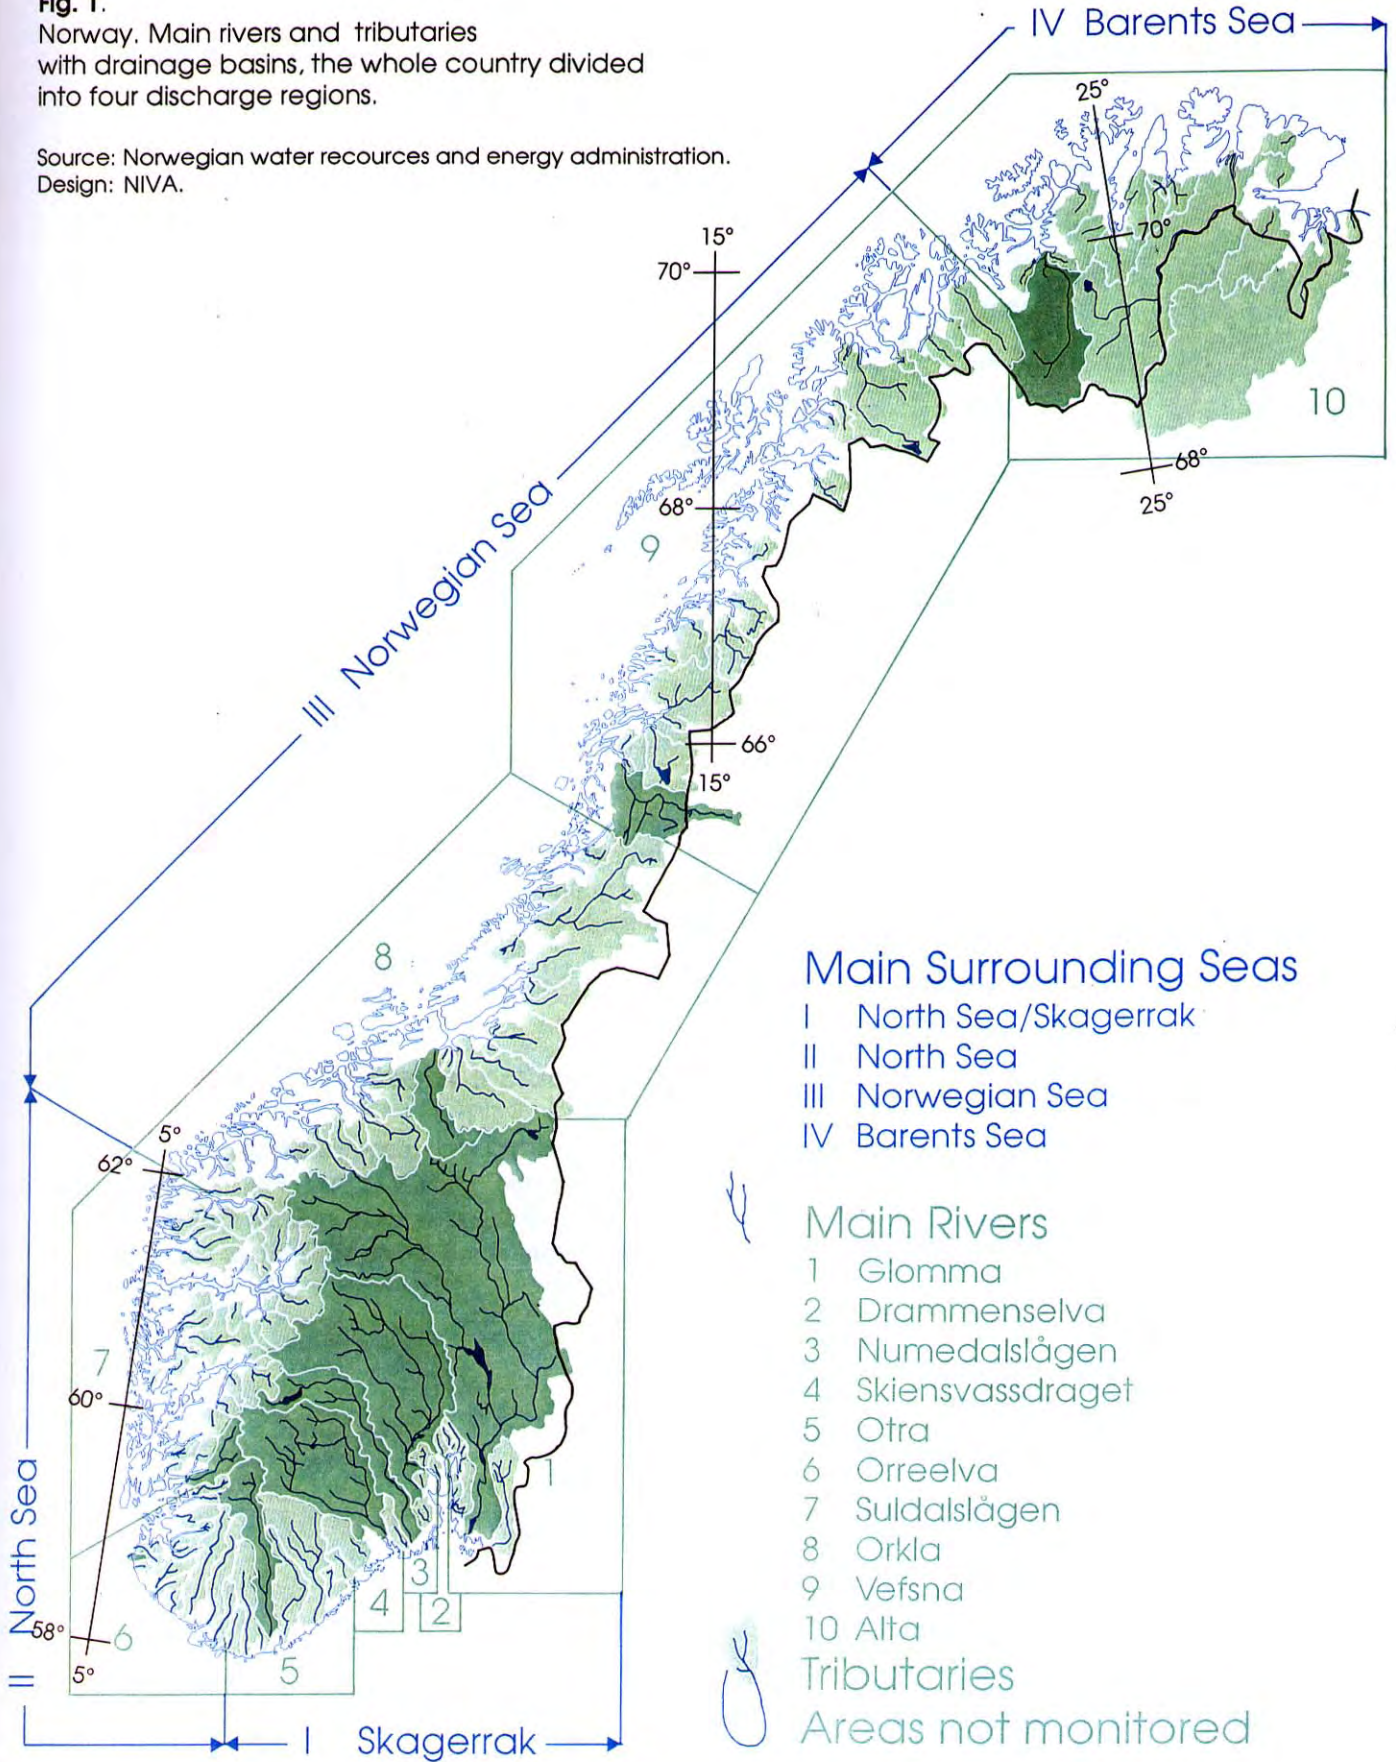 Fig. 1.
Norway. Main rivers and tributaries
with drainage basins, the whole country divided
into four discharge regions.
Source: Norwegian water recources and energy administration.
Design: NIVA.
IV Barents Sea
25°
70°
15°
70°
10
68°
25°
68°
9
III Norwegian Sea
66°
15°
8
5°
62°
7
60°
1
II North Sea
3
4
2
58°
6
5
5°
I Skagerrak
Main Surrounding Seas
I North Sea/Skagerrak
II North Sea
III Norwegian Sea
IV Barents Sea
Main Rivers
1 Glomma
2 Drammenselva
3 Numedalslågen
4 Skiensvassdraget
5 Otra
6 Orreelva
7 Suldalslågen
8 Orkla
9 Vefsna
10 Alta
Tributaries
Areas not monitored